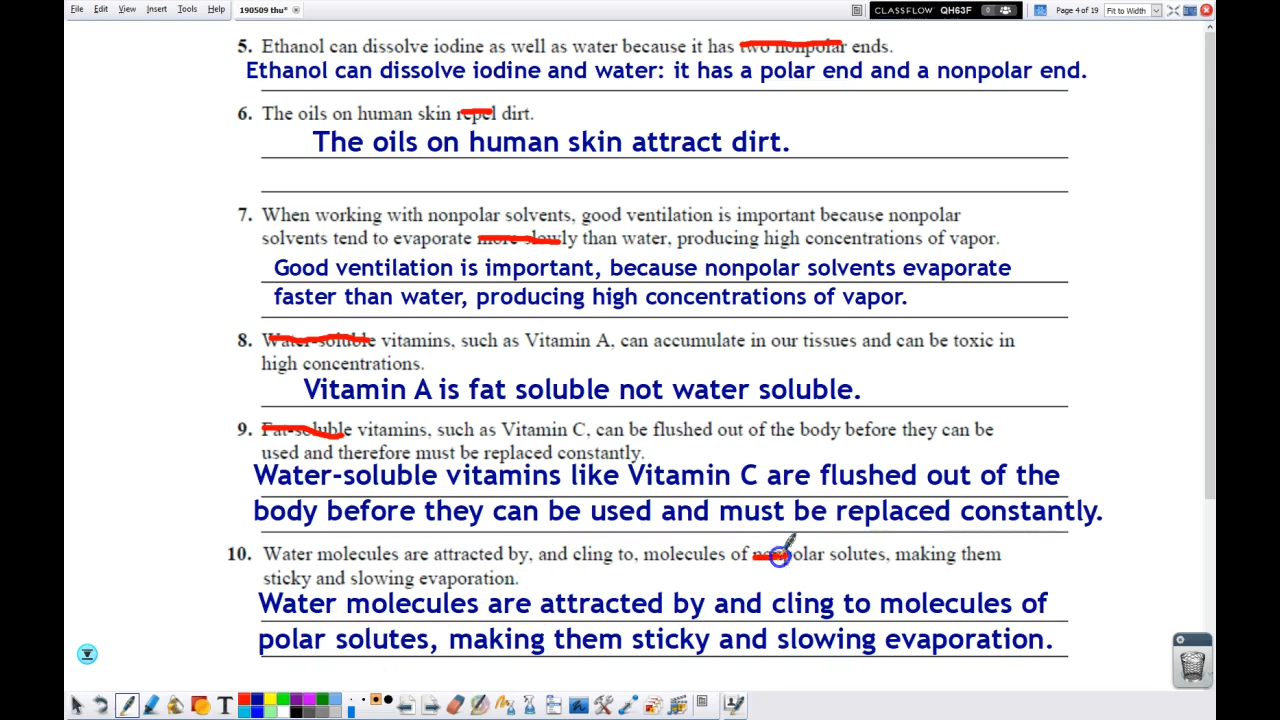 File Edit View Insert Tools Help 190509 thu* CLASSFLOW QH63F 0 Page 4 of 19 Fit to Width
5. Ethanol can dissolve iodine as well as water because it has two nonpolar ends.
Ethanol can dissolve iodine and water: it has a polar end and a nonpolar end.
6. The oils on human skin repel dirt.
The oils on human skin attract dirt.
7. When working with nonpolar solvents, good ventilation is important because nonpolar
solvents tend to evaporate more slowly than water, producing high concentrations of vapor.
Good ventilation is important, because nonpolar solvents evaporate
faster than water, producing high concentrations of vapor.
8. Water-soluble vitamins, such as Vitamin A, can accumulate in our tissues and can be toxic in
high concentrations.
Vitamin A is fat soluble not water soluble.
9. Fat-soluble vitamins, such as Vitamin C, can be flushed out of the body before they can be
used and therefore must be replaced constantly.
Water-soluble vitamins like Vitamin C are flushed out of the
body before they can be used and must be replaced constantly.
10. Water molecules are attracted by, and cling to, molecules of nonpolar solutes, making them
sticky and slowing evaporation.
Water molecules are attracted by and cling to molecules of
polar solutes, making them sticky and slowing evaporation.